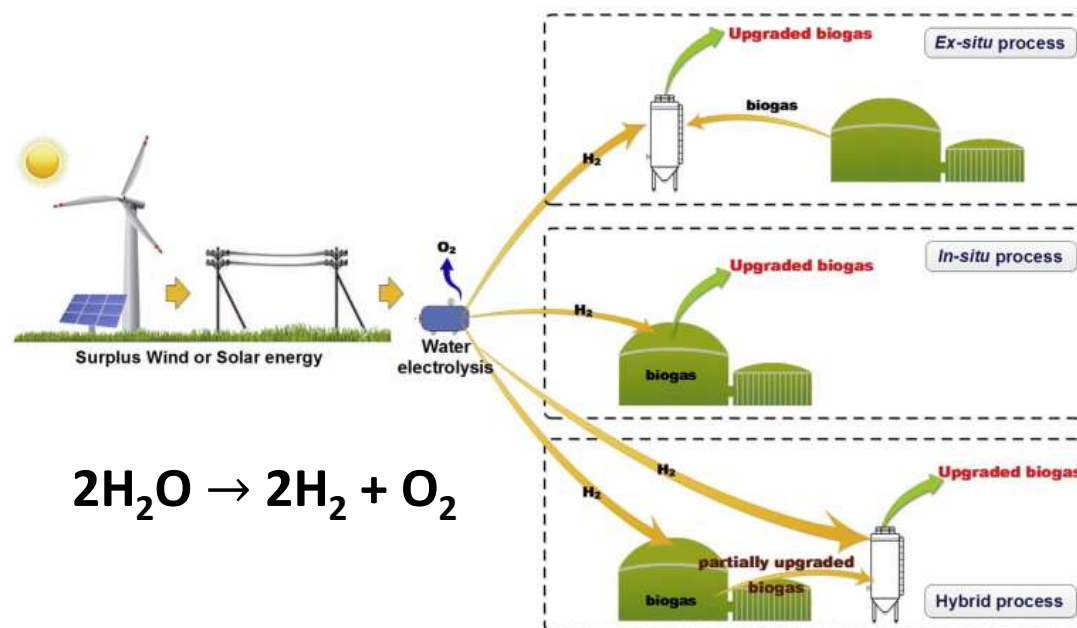 Surplus Wind or Solar energy
O₂
Water
electrolysis
2H₂O → 2H₂ + O₂
Ex-situ process
Upgraded biogas
biogas
H₂
In-situ process
Upgraded biogas
H₂
biogas
Hybrid process
Upgraded biogas
H₂
H₂
partially upgraded
biogas
biogas